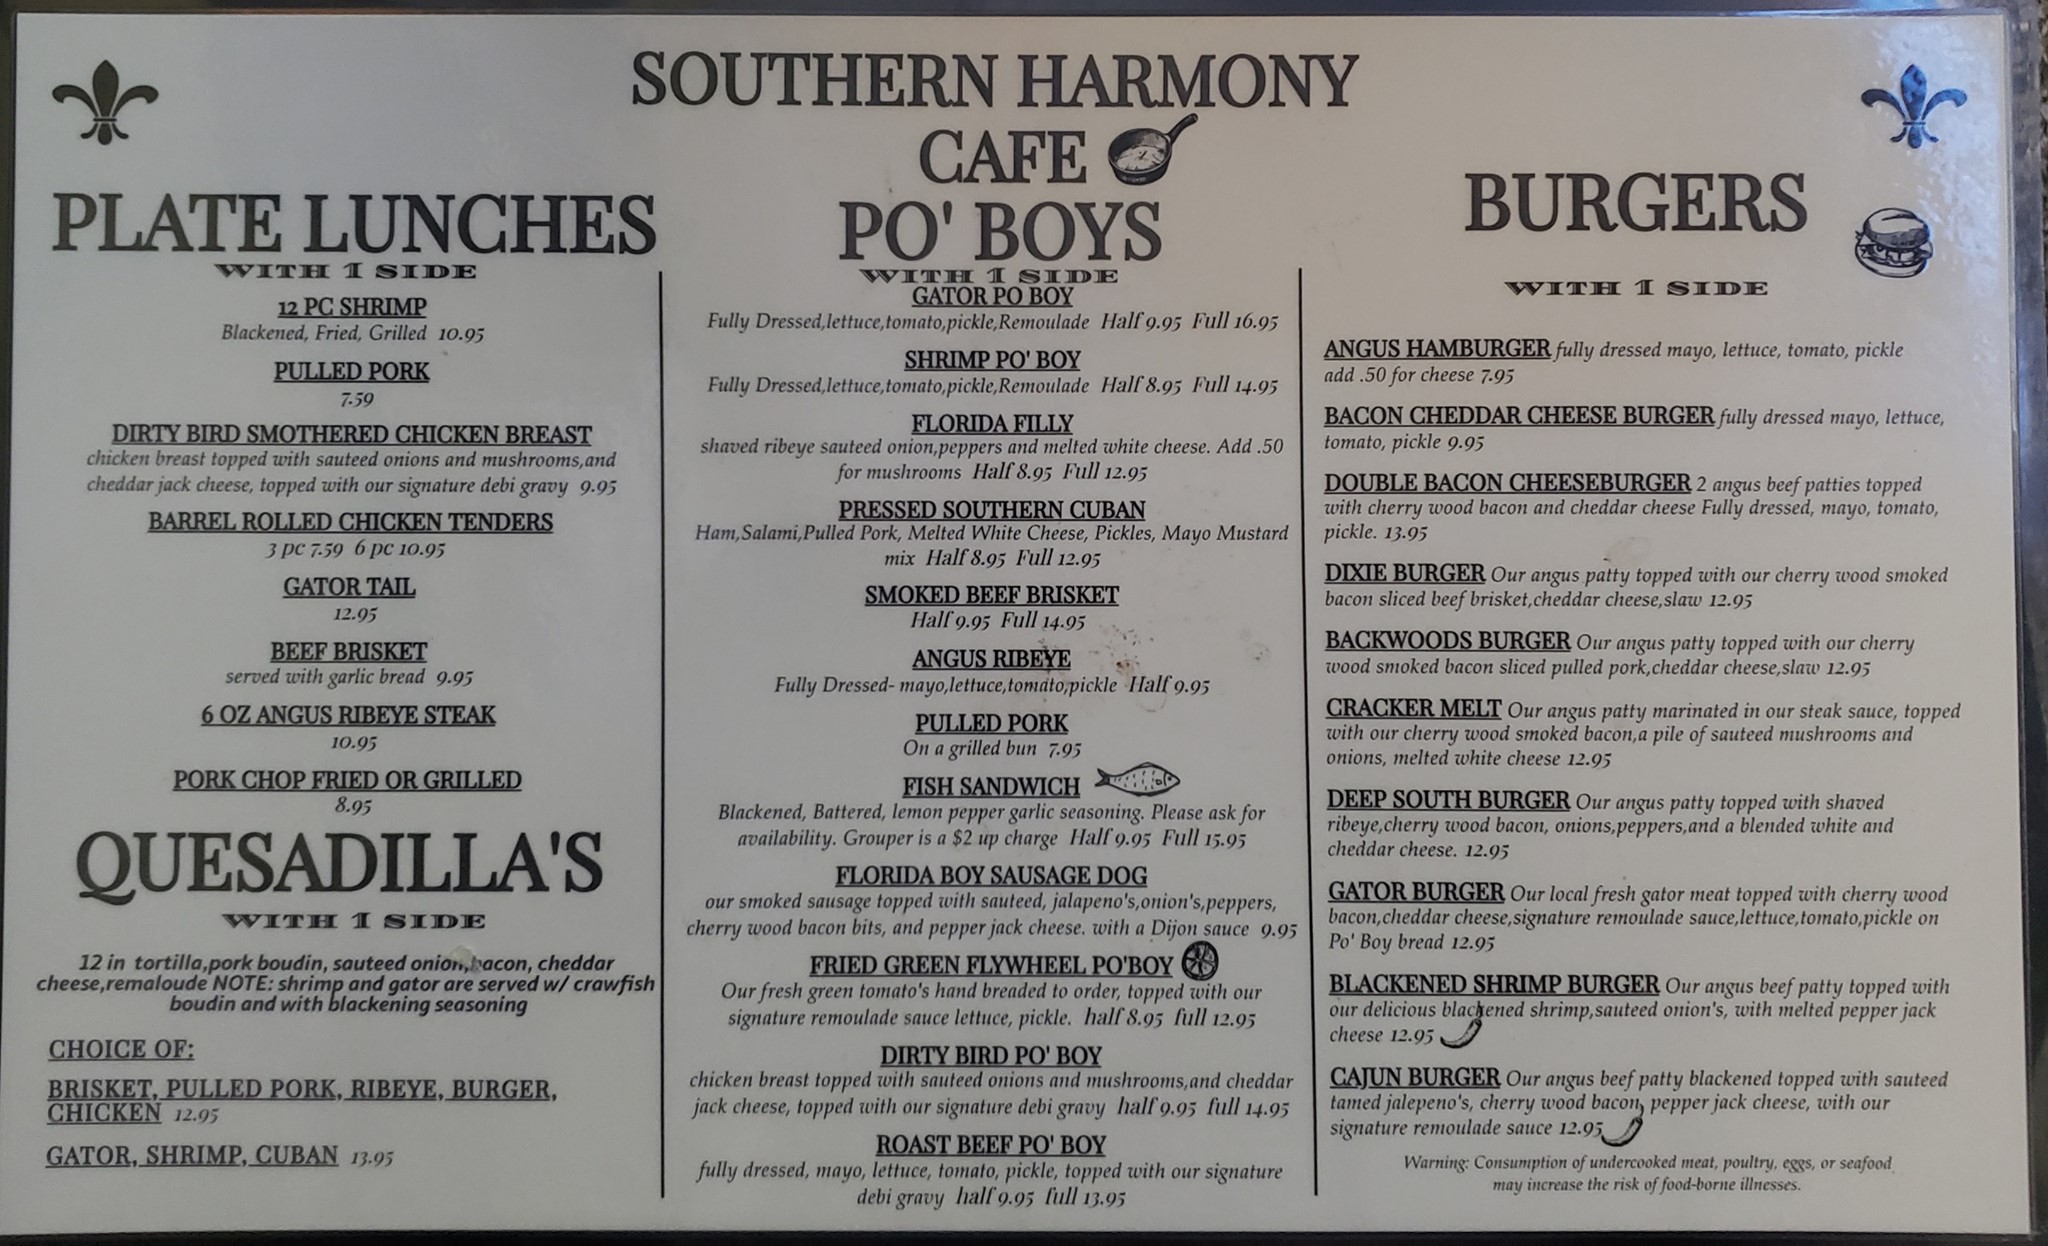 SOUTHERN HARMONY
CAFE
PLATE LUNCHES
WITH 1 SIDE
12 PC SHRIMP
Blackened, Fried, Grilled 10.95
PULLED PORK
7.59
DIRTY BIRD SMOTHERED CHICKEN BREAST
chicken breast topped with sauteed onions and mushrooms,and
cheddar jack cheese, topped with our signature debi gravy 9.95
BARREL ROLLED CHICKEN TENDERS
3 pc 7.59 6 pc 10.95
GATOR TAIL
12.95
BEEF BRISKET
served with garlic bread 9.95
6 OZ ANGUS RIBEYE STEAK
10.95
PORK CHOP FRIED OR GRILLED
8.95
QUESADILLA'S
WITH 1 SIDE
12 in tortilla,pork boudin, sauteed onion,bacon, cheddar
cheese,remaloude NOTE: shrimp and gator are served w/ crawfish
boudin and with blackening seasoning
CHOICE OF:
BRISKET, PULLED PORK, RIBEYE, BURGER,
CHICKEN 12.95
GATOR, SHRIMP, CUBAN 13.95
PO' BOYS
WITH 1 SIDE
GATOR PO BOY
Fully Dressed,lettuce,tomato,pickle,Remoulade Half 9.95 Full 16.95
SHRIMP PO' BOY
Fully Dressed,lettuce,tomato,pickle,Remoulade Half 8.95 Full 14.95
FLORIDA FILLY
shaved ribeye sauteed onion,peppers and melted white cheese. Add .50
for mushrooms Half 8.95 Full 12.95
PRESSED SOUTHERN CUBAN
Ham,Salami,Pulled Pork, Melted White Cheese, Pickles, Mayo Mustard
mix Half 8.95 Full 12.95
SMOKED BEEF BRISKET
Half 9.95 Full 14.95
ANGUS RIBEYE
Fully Dressed- mayo,lettuce,tomato,pickle Half 9.95
PULLED PORK
On a grilled bun 7.95
FISH SANDWICH
Blackened, Battered, lemon pepper garlic seasoning. Please ask for
availability. Grouper is a $2 up charge Half 9.95 Full 15.95
FLORIDA BOY SAUSAGE DOG
our smoked sausage topped with sauteed, jalapeno's,onion's,peppers,
cherry wood bacon bits, and pepper jack cheese. with a Dijon sauce 9.95
FRIED GREEN FLYWHEEL PO'BOY
Our fresh green tomato's hand breaded to order, topped with our
signature remoulade sauce lettuce, pickle. half 8.95 full 12.95
DIRTY BIRD PO' BOY
chicken breast topped with sauteed onions and mushrooms,and cheddar
jack cheese, topped with our signature debi gravy half 9.95 full 14.95
ROAST BEEF PO' BOY
fully dressed, mayo, lettuce, tomato, pickle, topped with our signature
debi gravy half 9.95 full 13.95
BURGERS
WITH 1 SIDE
ANGUS HAMBURGER fully dressed mayo, lettuce, tomato, pickle
add .50 for cheese 7.95
BACON CHEDDAR CHEESE BURGER fully dressed mayo, lettuce,
tomato, pickle 9.95
DOUBLE BACON CHEESEBURGER 2 angus beef patties topped
with cherry wood bacon and cheddar cheese Fully dressed, mayo, tomato,
pickle. 13.95
DIXIE BURGER Our angus patty topped with our cherry wood smoked
bacon sliced beef brisket,cheddar cheese,slaw 12.95
BACKWOODS BURGER Our angus patty topped with our cherry
wood smoked bacon sliced pulled pork,cheddar cheese,slaw 12.95
CRACKER MELT Our angus patty marinated in our steak sauce, topped
with our cherry wood smoked bacon,a pile of sauteed mushrooms and
onions, melted white cheese 12.95
DEEP SOUTH BURGER Our angus patty topped with shaved
ribeye,cherry wood bacon, onions,peppers,and a blended white and
cheddar cheese. 12.95
GATOR BURGER Our local fresh gator meat topped with cherry wood
bacon,cheddar cheese,signature remoulade sauce,lettuce,tomato,pickle on
Po' Boy bread 12.95
BLACKENED SHRIMP BURGER Our angus beef patty topped with
our delicious blackened shrimp,sauteed onion's, with melted pepper jack
cheese 12.95
CAJUN BURGER Our angus beef patty blackened topped with sauteed
tamed jalepeno's, cherry wood bacon, pepper jack cheese, with our
signature remoulade sauce 12.95
Warning: Consumption of undercooked meat, poultry, eggs, or seafood
may increase the risk of food-borne illnesses.